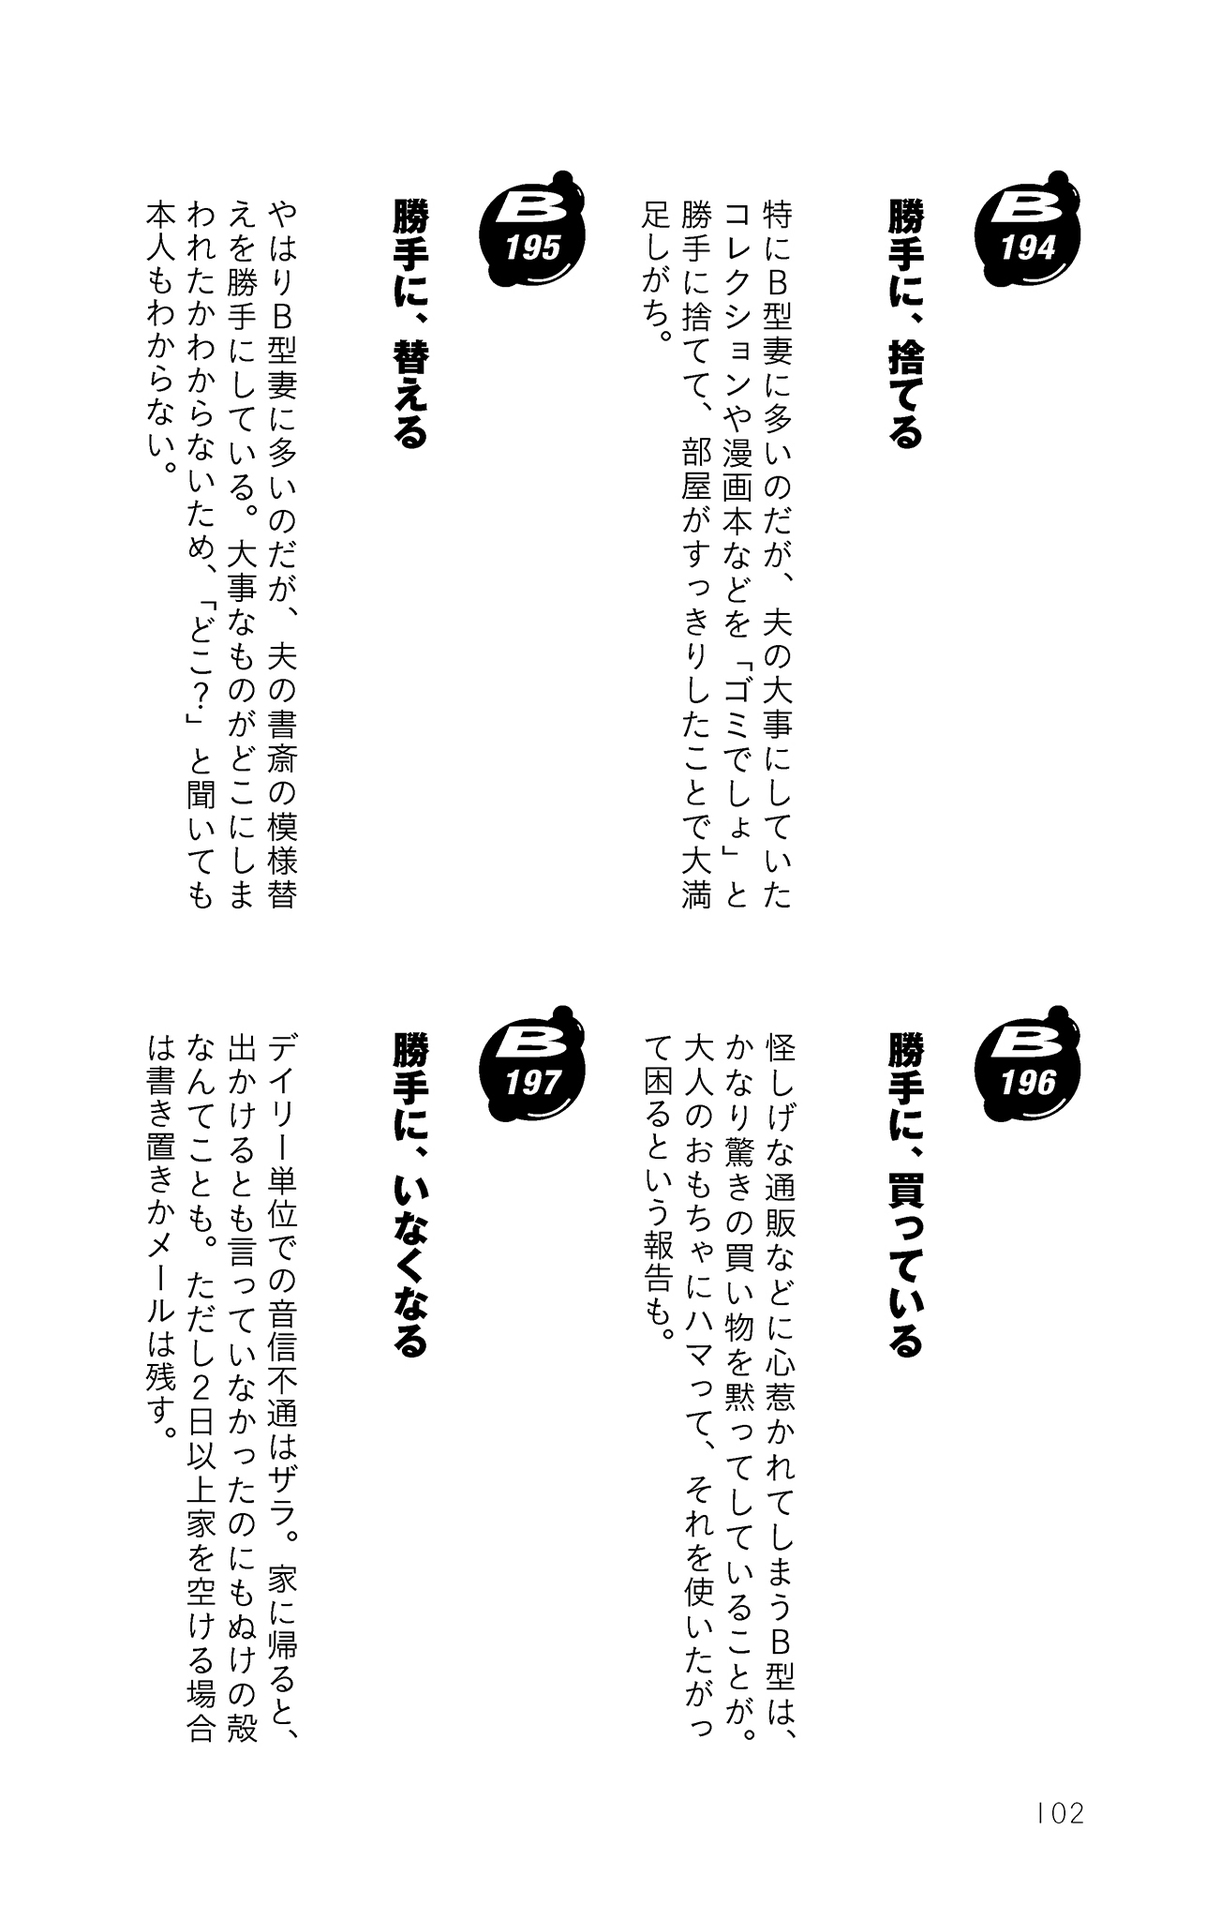 B
194
勝手に、捨てる
特にB型妻に多いのだが、夫の大事にしていた
コレクションや漫画本などを「ゴミでしょ」と
勝手に捨てて、部屋がすっきりしたことで大満
足しがち。
B
195
勝手に、替える
やはりB型妻に多いのだが、夫の書斎の模様替
えを勝手にしている。大事なものがどこにしま
われたかわからないため、「どこ?」と聞いても
本人もわからない。
B
196
勝手に、買っている
怪しげな通販などに心惹かれてしまうB型は、
かなり驚きの買い物を黙ってしていることが。
大人のおもちゃにハマって、それを使いたがっ
て困るという報告も。
B
197
勝手に、いなくなる
デイリー単位での音信不通はザラ。家に帰ると、
出かけるとも言っていなかったのにもぬけの殻
なんてことも。ただし2日以上家を空ける場合
は書き置きかメールは残す。
102